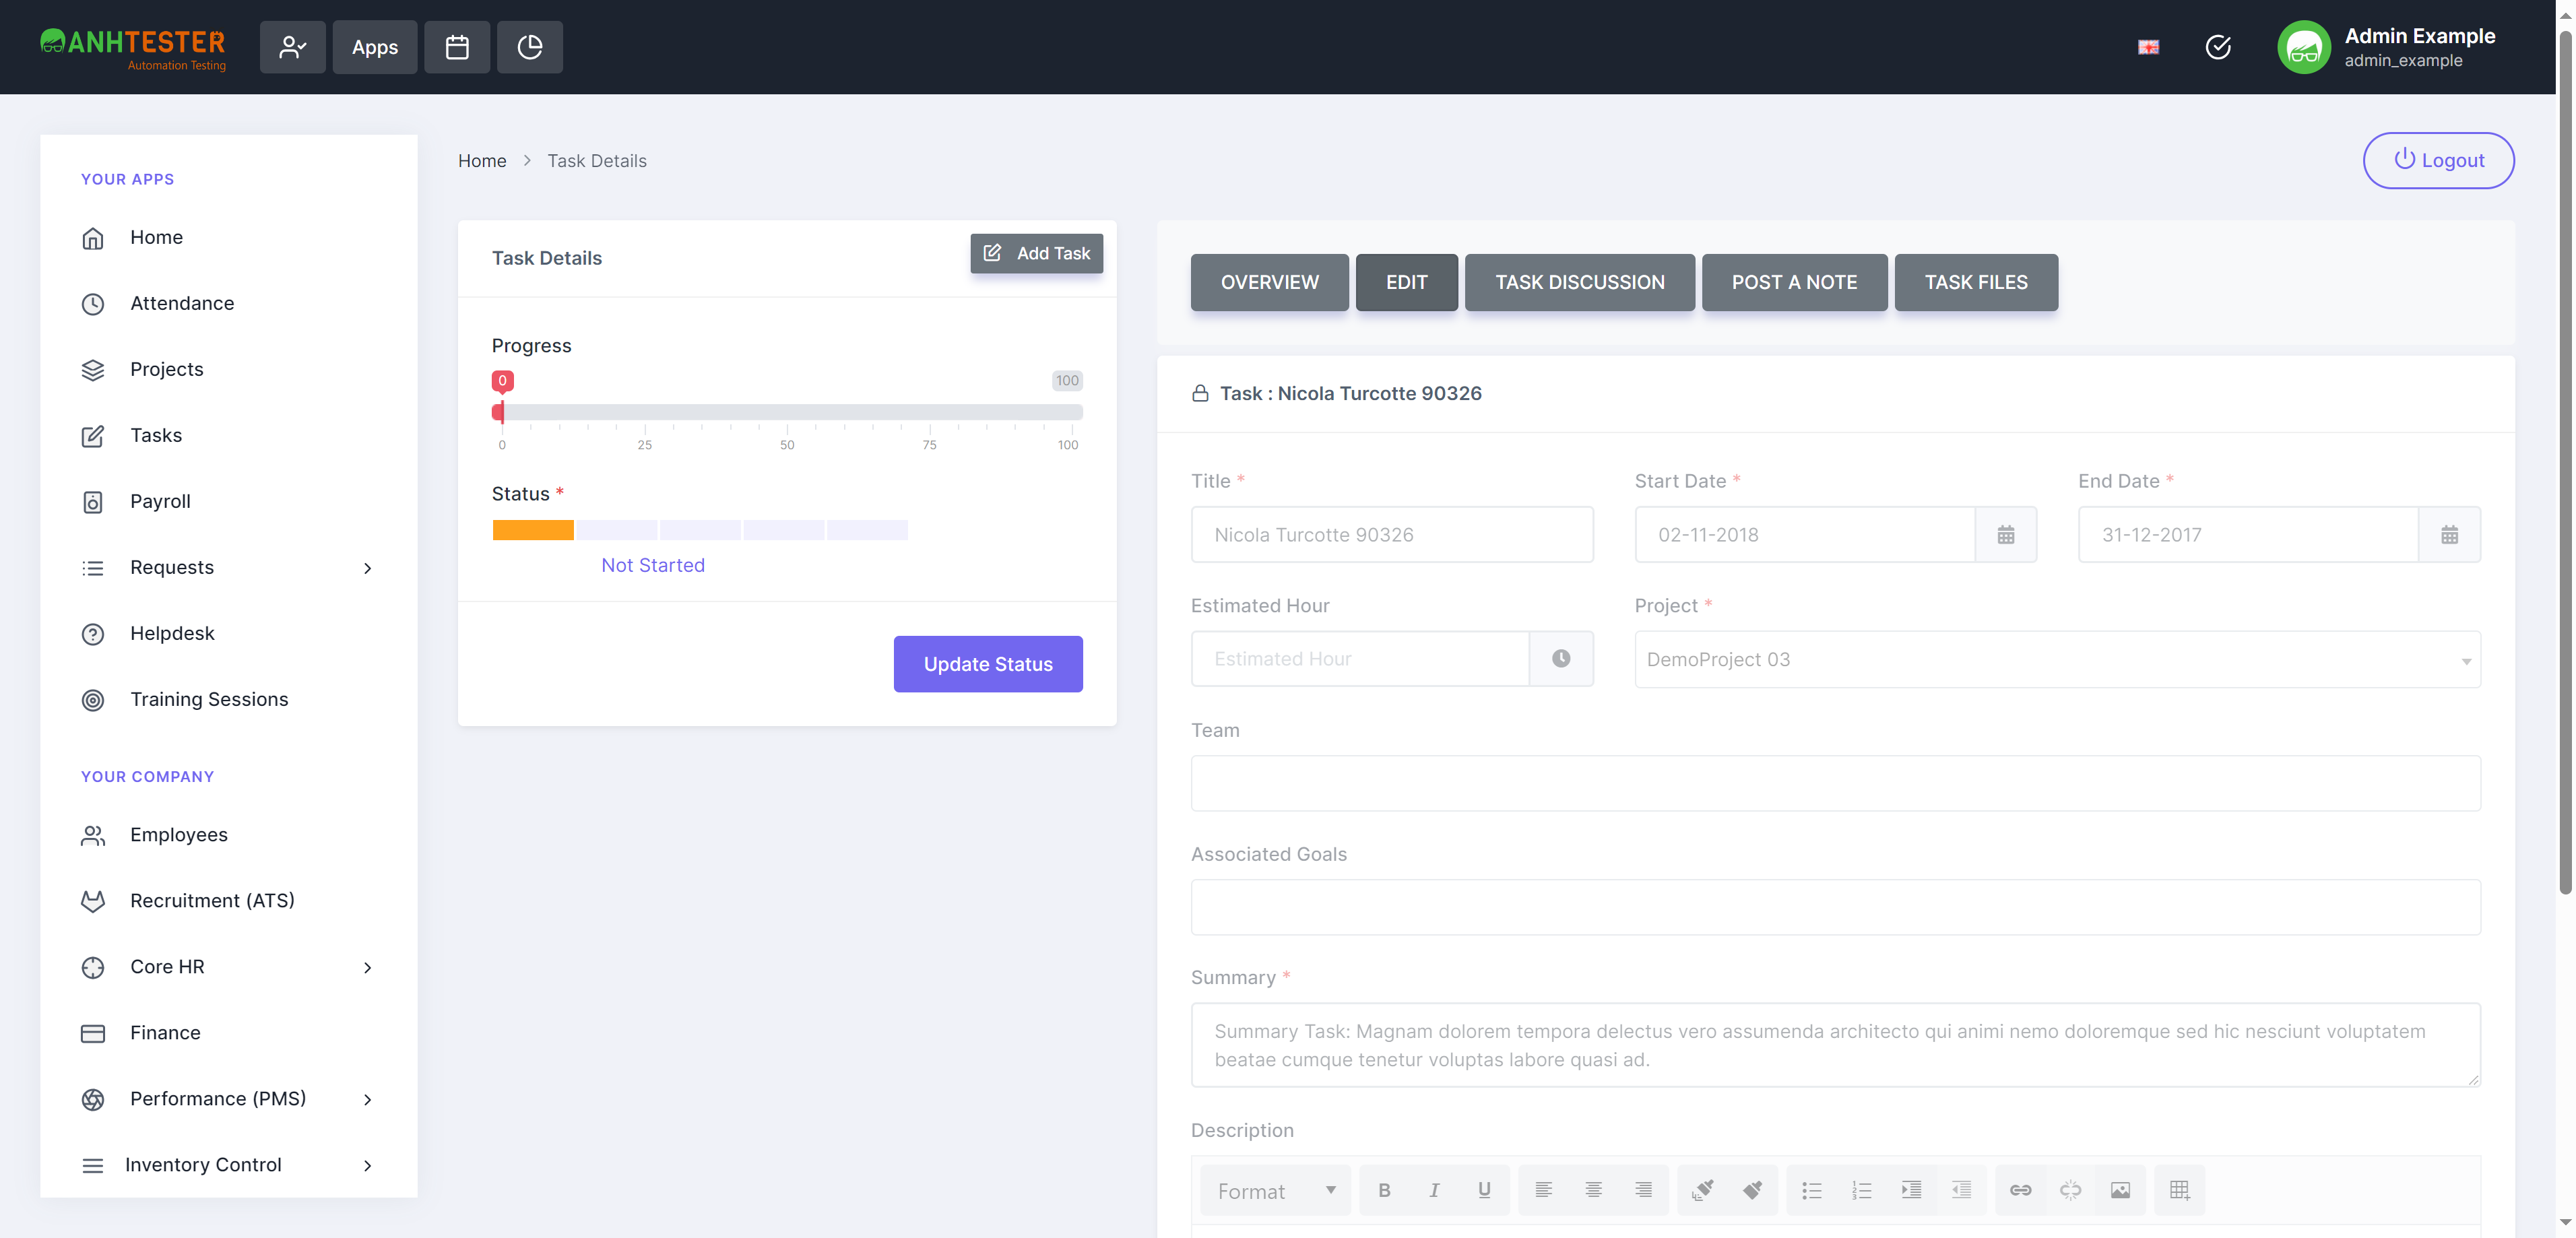 ANHTESTER
Automation Testing
Apps
Admin Example
admin_example
YOUR APPS
Home
Attendance
Projects
Tasks
Payroll
Requests
Helpdesk
Training Sessions
YOUR COMPANY
Employees
Recruitment (ATS)
Core HR
Finance
Performance (PMS)
Inventory Control
Home > Task Details
Logout
Task Details
Add Task
Progress
0 100
0 25 50 75 100
Status *
Not Started
Update Status
OVERVIEW EDIT TASK DISCUSSION POST A NOTE TASK FILES
Task : Nicola Turcotte 90326
Title * Start Date * End Date *
Nicola Turcotte 90326 02-11-2018 31-12-2017
Estimated Hour Project *
Estimated Hour DemoProject 03
Team
Associated Goals
Summary *
Summary Task: Magnam dolorem tempora delectus vero assumenda architecto qui animi nemo doloremque sed hic nesciunt voluptatem
beatae cumque tenetur voluptas labore quasi ad.
Description
Format B I U